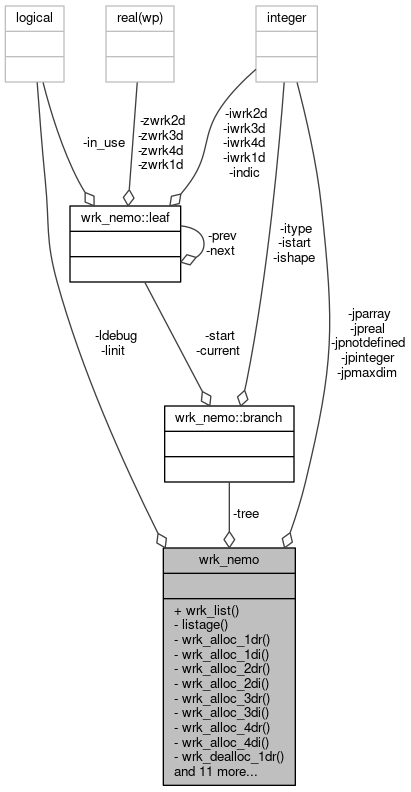 logical
real(wp)
integer
-in_use
-zwrk2d
-zwrk3d
-zwrk4d
-zwrk1d
-iwrk2d
-iwrk3d
-iwrk4d
-iwrk1d
-indic
wrk_nemo::leaf
-prev
-next
-itype
-istart
-ishape
-ldebug
-linit
-start
-current
-jparray
-jpreal
-jpnotdefined
-jpinteger
-jpmaxdim
wrk_nemo::branch
-tree
wrk_nemo
+ wrk_list()
- listage()
- wrk_alloc_1dr()
- wrk_alloc_1di()
- wrk_alloc_2dr()
- wrk_alloc_2di()
- wrk_alloc_3dr()
- wrk_alloc_3di()
- wrk_alloc_4dr()
- wrk_alloc_4di()
- wrk_dealloc_1dr()
and 11 more...